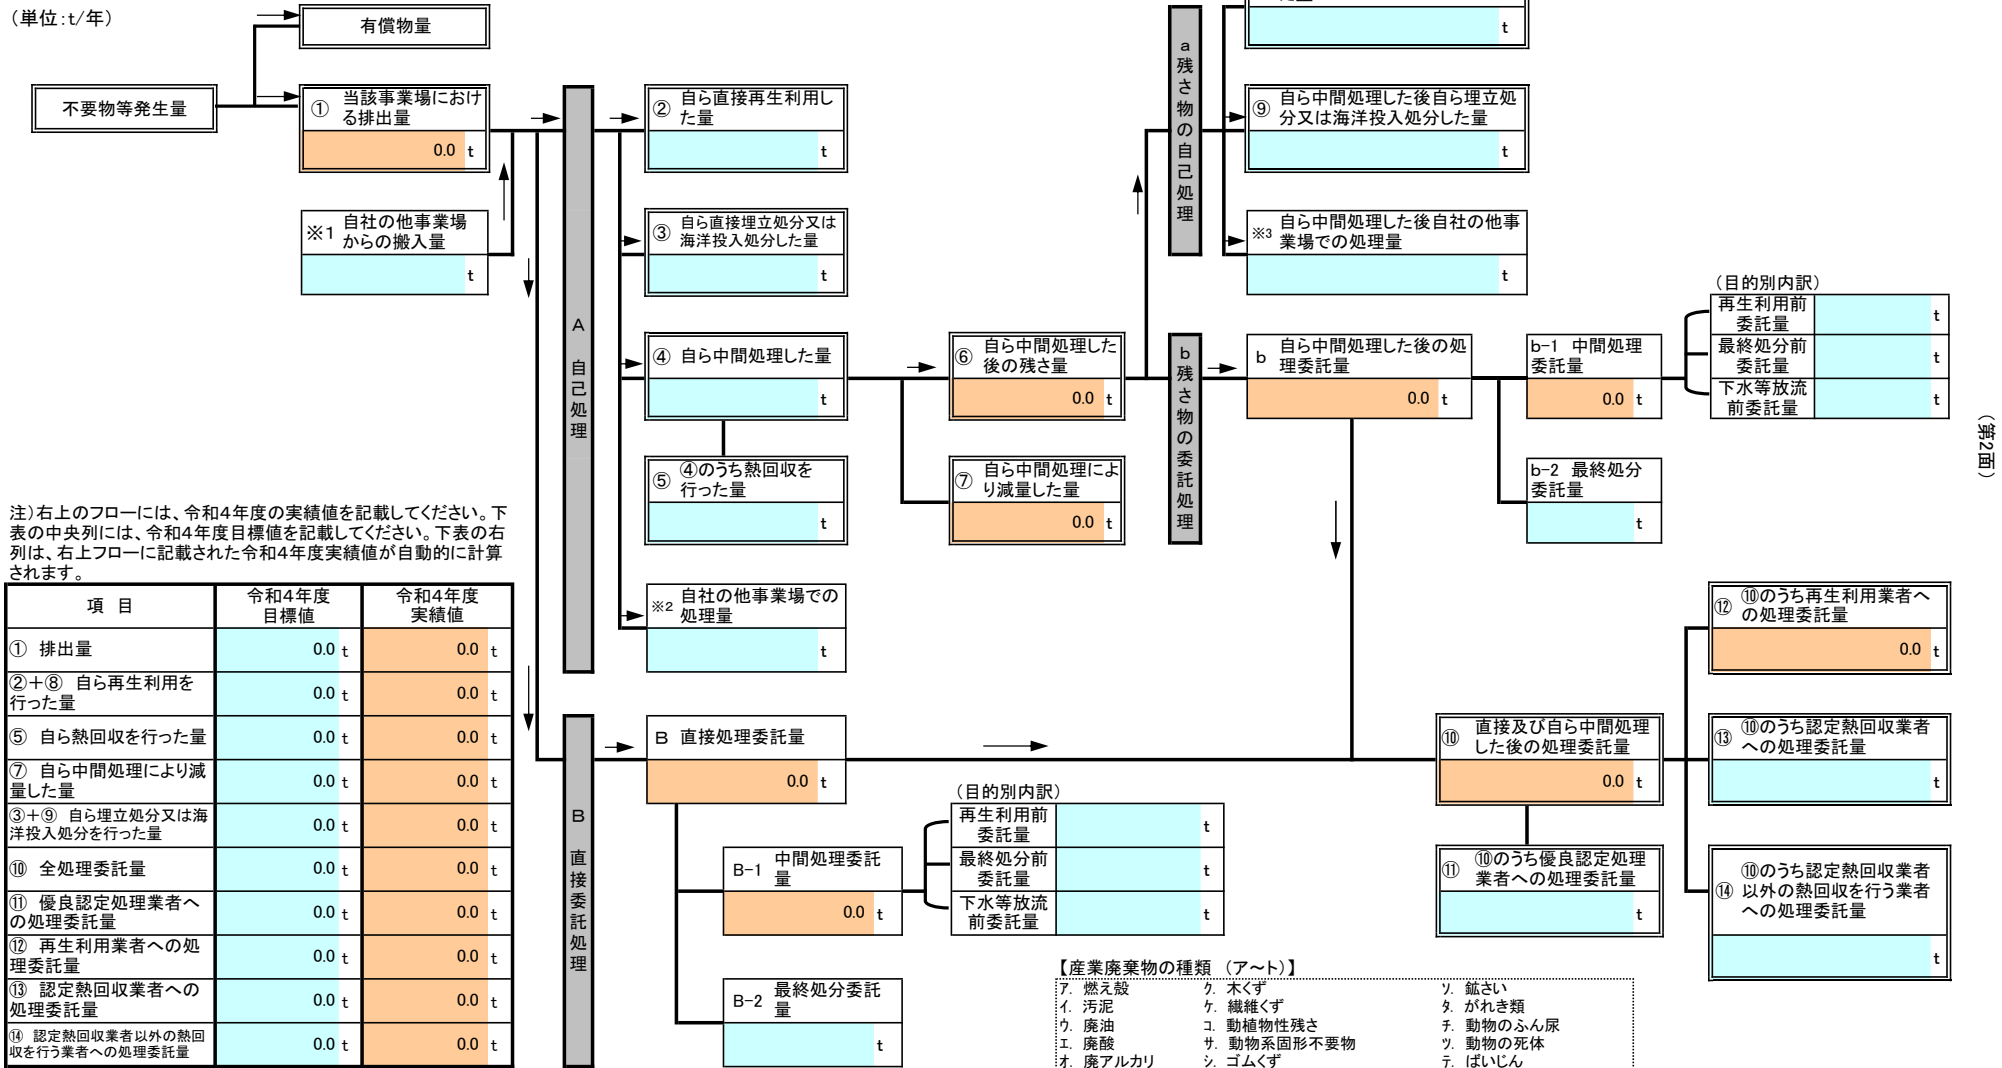 (単位:t/年)
有償物量
不要物等発生量
① 当該事業場におけ
る排出量
0.0 t
※1 自社の他事業場
からの搬入量
t
A 自己処理
② 自ら直接再生利用し
た量
t
③ 自ら直接埋立処分又は
海洋投入処分した量
t
④ 自ら中間処理した量
t
⑤ ④のうち熱回収を
行った量
t
※2 自社の他事業場での
処理量
t
⑥ 自ら中間処理した
後の残さ量
0.0 t
⑦ 自ら中間処理によ
り減量した量
0.0 t
a残さ物の自己処理
t
⑨ 自ら中間処理した後自ら埋立処
分又は海洋投入処分した量
t
※3 自ら中間処理した後自社の他事
業場での処理量
t
b残さ物の委託処理
b 自ら中間処理した後の処
理委託量
0.0 t
b-1 中間処理
委託量
0.0 t
(目的別内訳)
再生利用前
委託量 t
最終処分前
委託量 t
下水等放流
前委託量 t
b-2 最終処分
委託量
t
(第2面)
注)右上のフローには、令和4年度の実績値を記載してください。下
表の中央列には、令和4年度目標値を記載してください。下表の右
列は、右上フローに記載された令和4年度実績値が自動的に計算
されます。
項 目 令和4年度
目標値 令和4年度
実績値
① 排出量 0.0 t 0.0 t
②+⑧ 自ら再生利用を
行った量 0.0 t 0.0 t
⑤ 自ら熱回収を行った量 0.0 t 0.0 t
⑦ 自ら中間処理により減
量した量 0.0 t 0.0 t
③+⑨ 自ら埋立処分又は海
洋投入処分を行った量 0.0 t 0.0 t
⑩ 全処理委託量 0.0 t 0.0 t
⑪ 優良認定処理業者へ
の処理委託量 0.0 t 0.0 t
⑫ 再生利用業者への処
理委託量 0.0 t 0.0 t
⑬ 認定熱回収業者への
処理委託量 0.0 t 0.0 t
⑭ 認定熱回収業者以外の熱回
収を行う業者への処理委託量 0.0 t 0.0 t
B 直接委託処理
B 直接処理委託量
0.0 t
B-1 中間処理委託
量
0.0 t
(目的別内訳)
再生利用前
委託量 t
最終処分前
委託量 t
下水等放流
前委託量 t
B-2 最終処分委託
量
t
⑩ 直接及び自ら中間処理
した後の処理委託量
0.0 t
⑪ ⑩のうち優良認定処理
業者への処理委託量
t
⑫ ⑩のうち再生利用業者へ
の処理委託量
0.0 t
⑬ ⑩のうち認定熱回収業者
への処理委託量
t
⑭ ⑩のうち認定熱回収業者
以外の熱回収を行う業者
への処理委託量
t
【産業廃棄物の種類 (ア~ト)】
ア. 燃え殻 ク. 木くず ソ. 鉱さい
イ. 汚泥 ケ. 繊維くず タ. がれき類
ウ. 廃油 コ. 動植物性残さ チ. 動物のふん尿
エ. 廃酸 サ. 動物系固形不要物 ツ. 動物の死体
オ. 廃アルカリ シ. ゴムくず テ. ばいじん